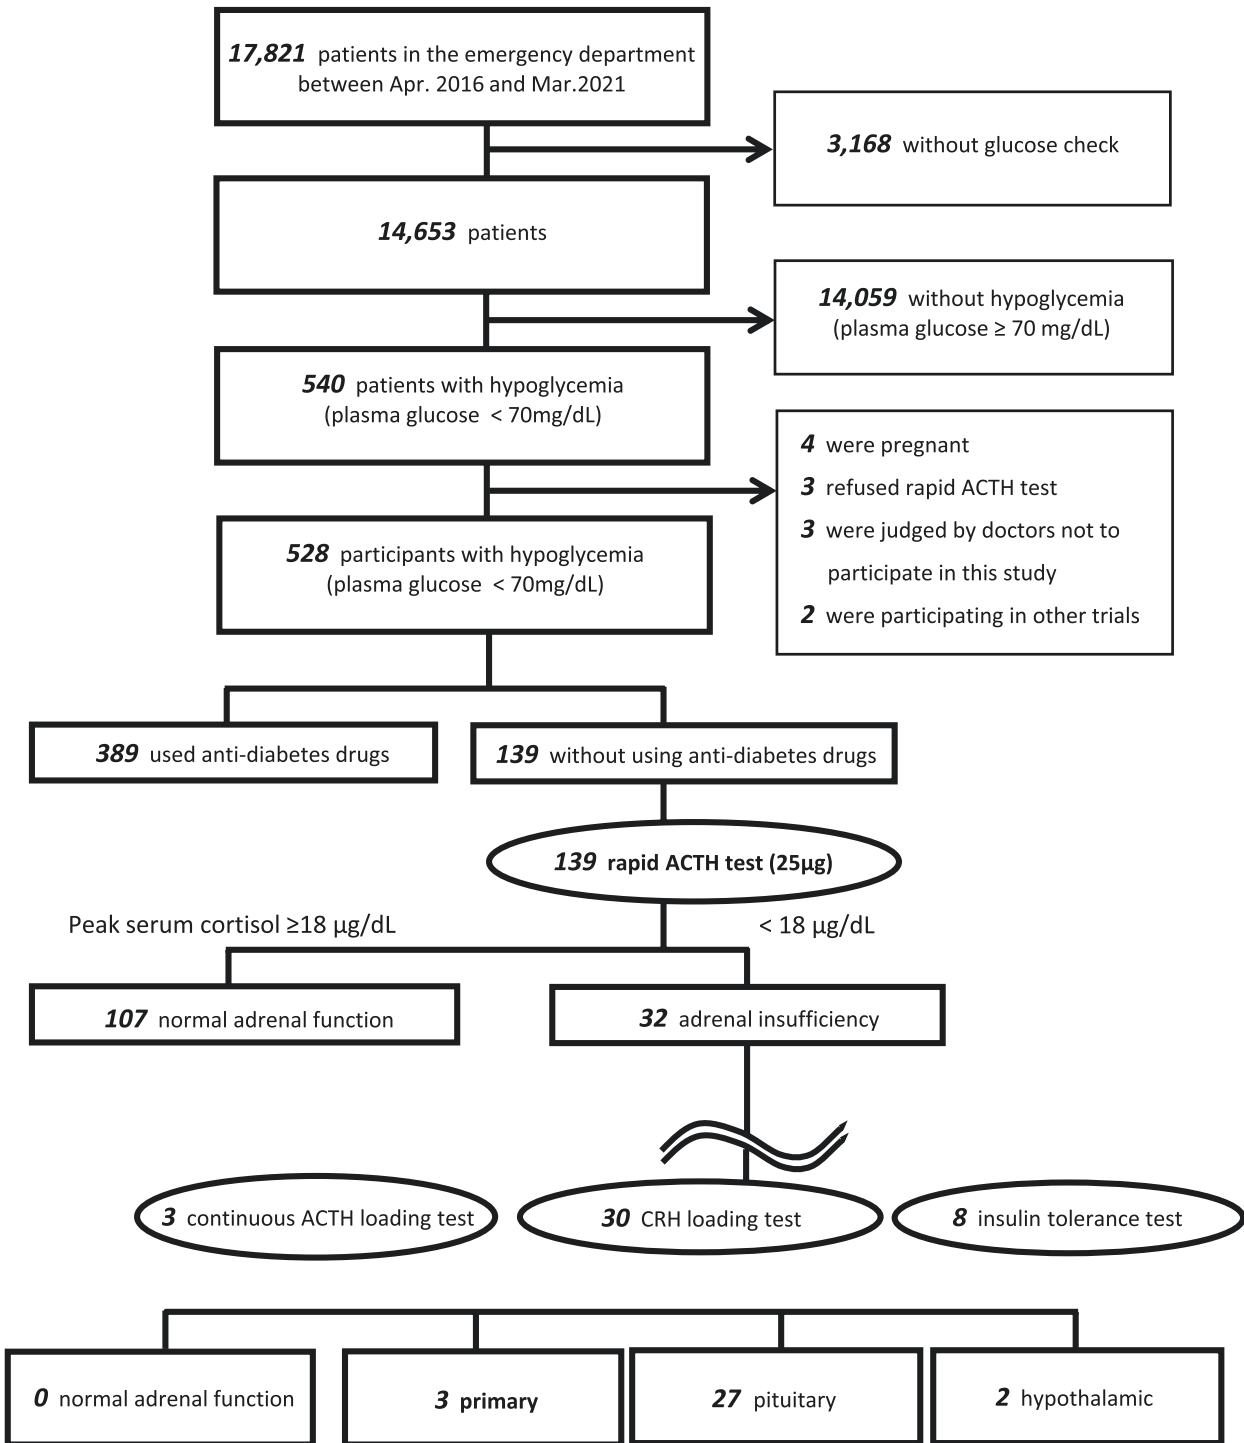 17,821 patients in the emergency department
between Apr. 2016 and Mar.2021
3,168 without glucose check
14,653 patients
14,059 without hypoglycemia
(plasma glucose ≥ 70 mg/dL)
540 patients with hypoglycemia
(plasma glucose < 70mg/dL)
4 were pregnant
3 refused rapid ACTH test
3 were judged by doctors not to
participate in this study
2 were participating in other trials
528 participants with hypoglycemia
(plasma glucose < 70mg/dL)
389 used anti-diabetes drugs
139 without using anti-diabetes drugs
139 rapid ACTH test (25μg)
Peak serum cortisol ≥18 μg/dL
< 18 μg/dL
107 normal adrenal function
32 adrenal insufficiency
3 continuous ACTH loading test
30 CRH loading test
8 insulin tolerance test
0 normal adrenal function
3 primary
27 pituitary
2 hypothalamic